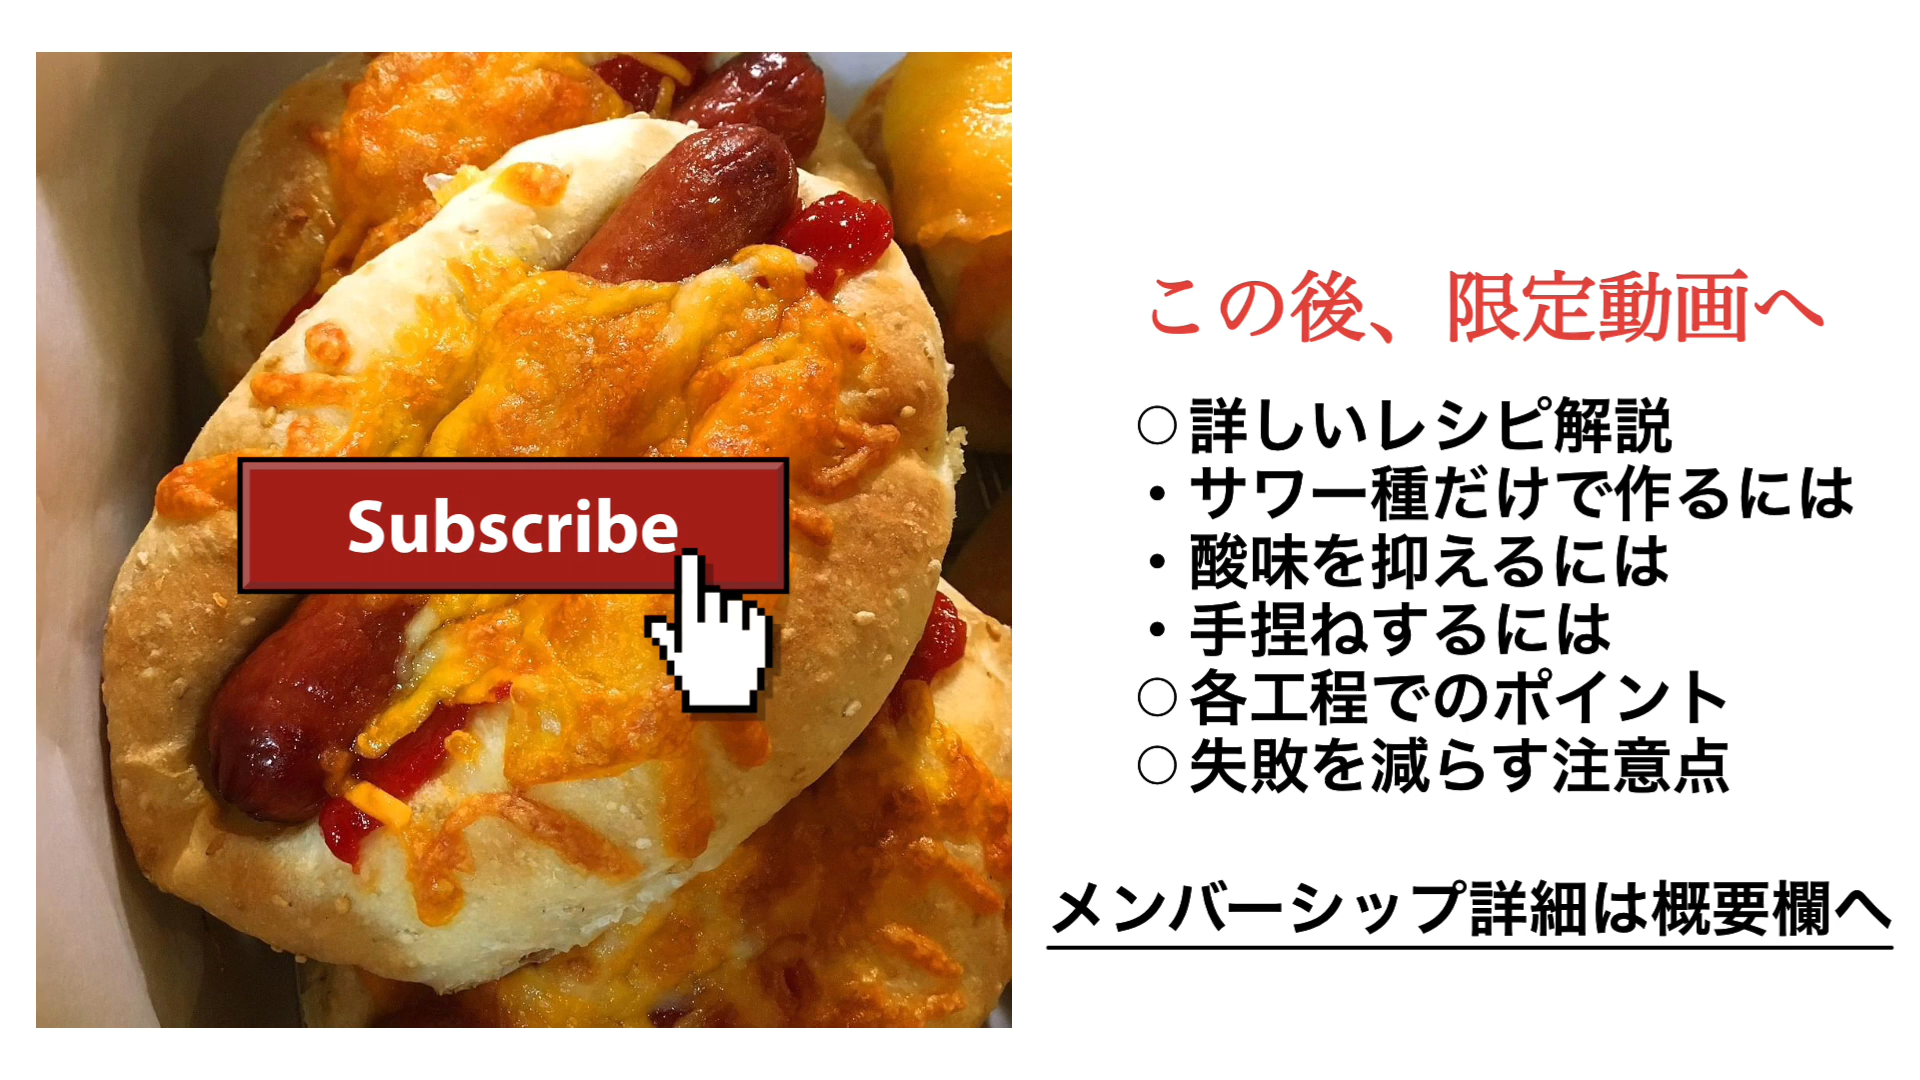 Subscribe
この後、限定動画へ
○詳しいレシピ解説
・サワー種だけで作るには
・酸味を抑えるには
・手捏ねするには
○各工程でのポイント
○失敗を減らす注意点
メンバーシップ詳細は概要欄へ